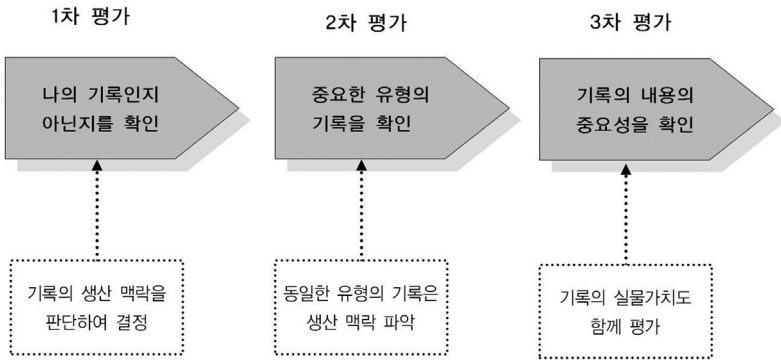 1차 평가
2차 평가
3차 평가
나의 기록인지
아닌지를 확인
중요한 유형의
기록을 확인
기록의 내용의
중요성을 확인
기록의 생산 맥락을
판단하여 결정
동일한 유형의 기록은
생산 맥락 파악
기록의 실물가치도
함께 평가